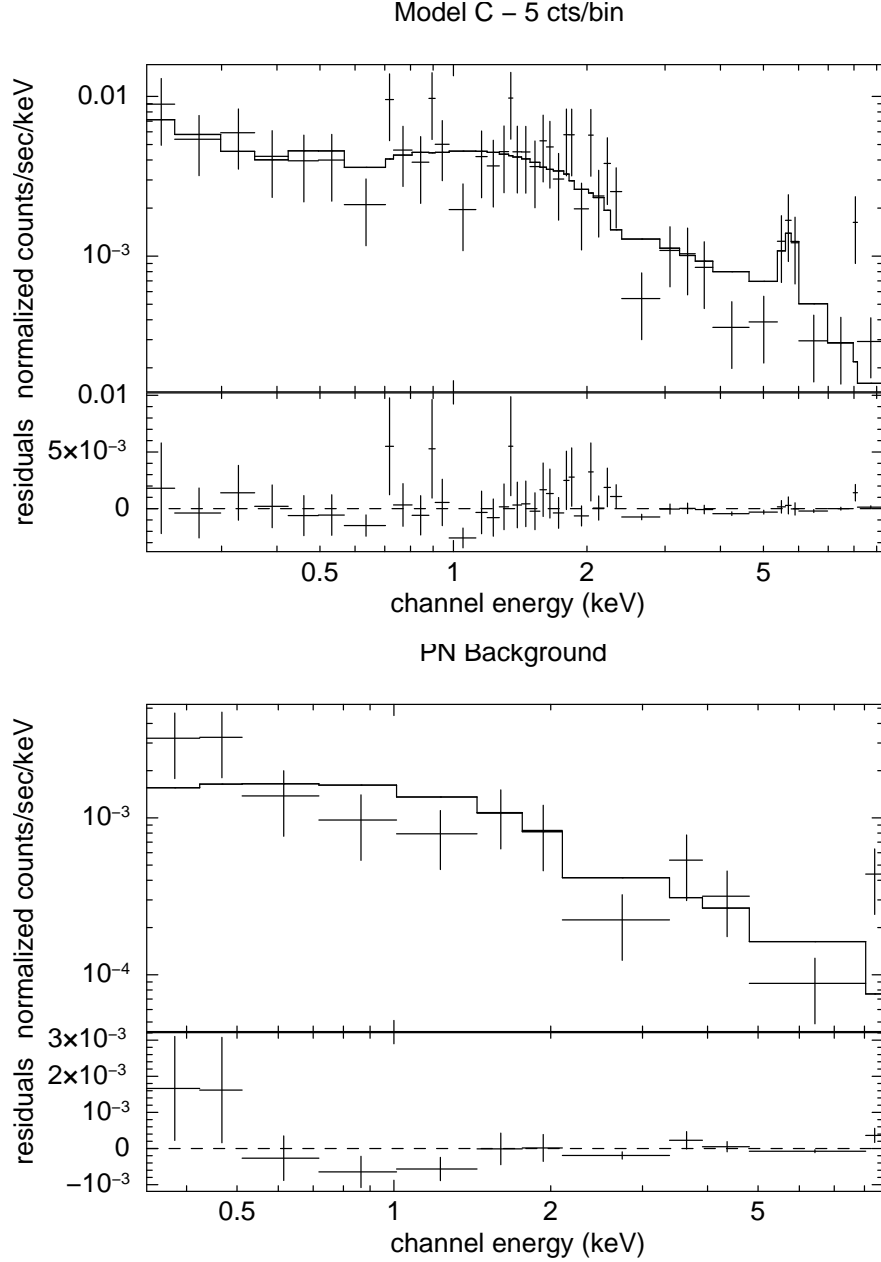 Model C – 5 cts/bin
normalized counts/sec/keV
0.01
10⁻³
residuals
0.01
5×10⁻³
0
0.5
1
2
5
channel energy (keV)
PN Background
normalized counts/sec/keV
10⁻³
10⁻⁴
residuals
3×10⁻³
2×10⁻³
10⁻³
0
−10⁻³
0.5
1
2
5
channel energy (keV)